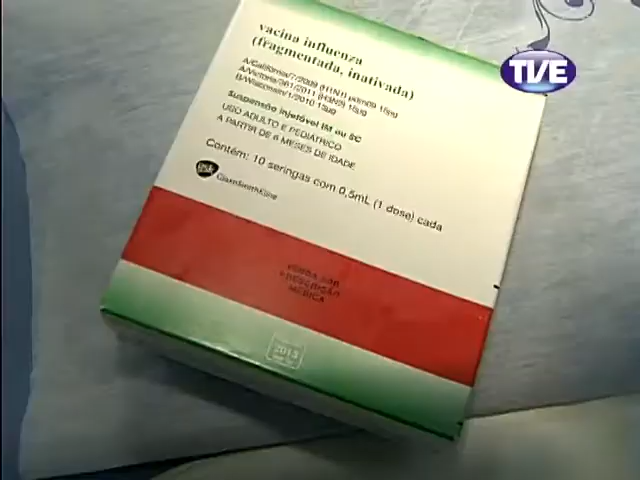 TVE
vacina influenza
(fragmentada, inativada)
A/California/7/2009 (H1N1) pdm09 15µg
A/Victoria/361/2011 (H3N2) 15µg
B/Wisconsin/1/2010 15µg
Suspensão injetável IM ou SC
USO ADULTO E PEDIÁTRICO
A PARTIR DE 6 MESES DE IDADE
Contém: 10 seringas com 0,5mL (1 dose) cada
gsk
GlaxoSmithKline
VENDA SOB
PRESCRIÇÃO
MÉDICA
2013